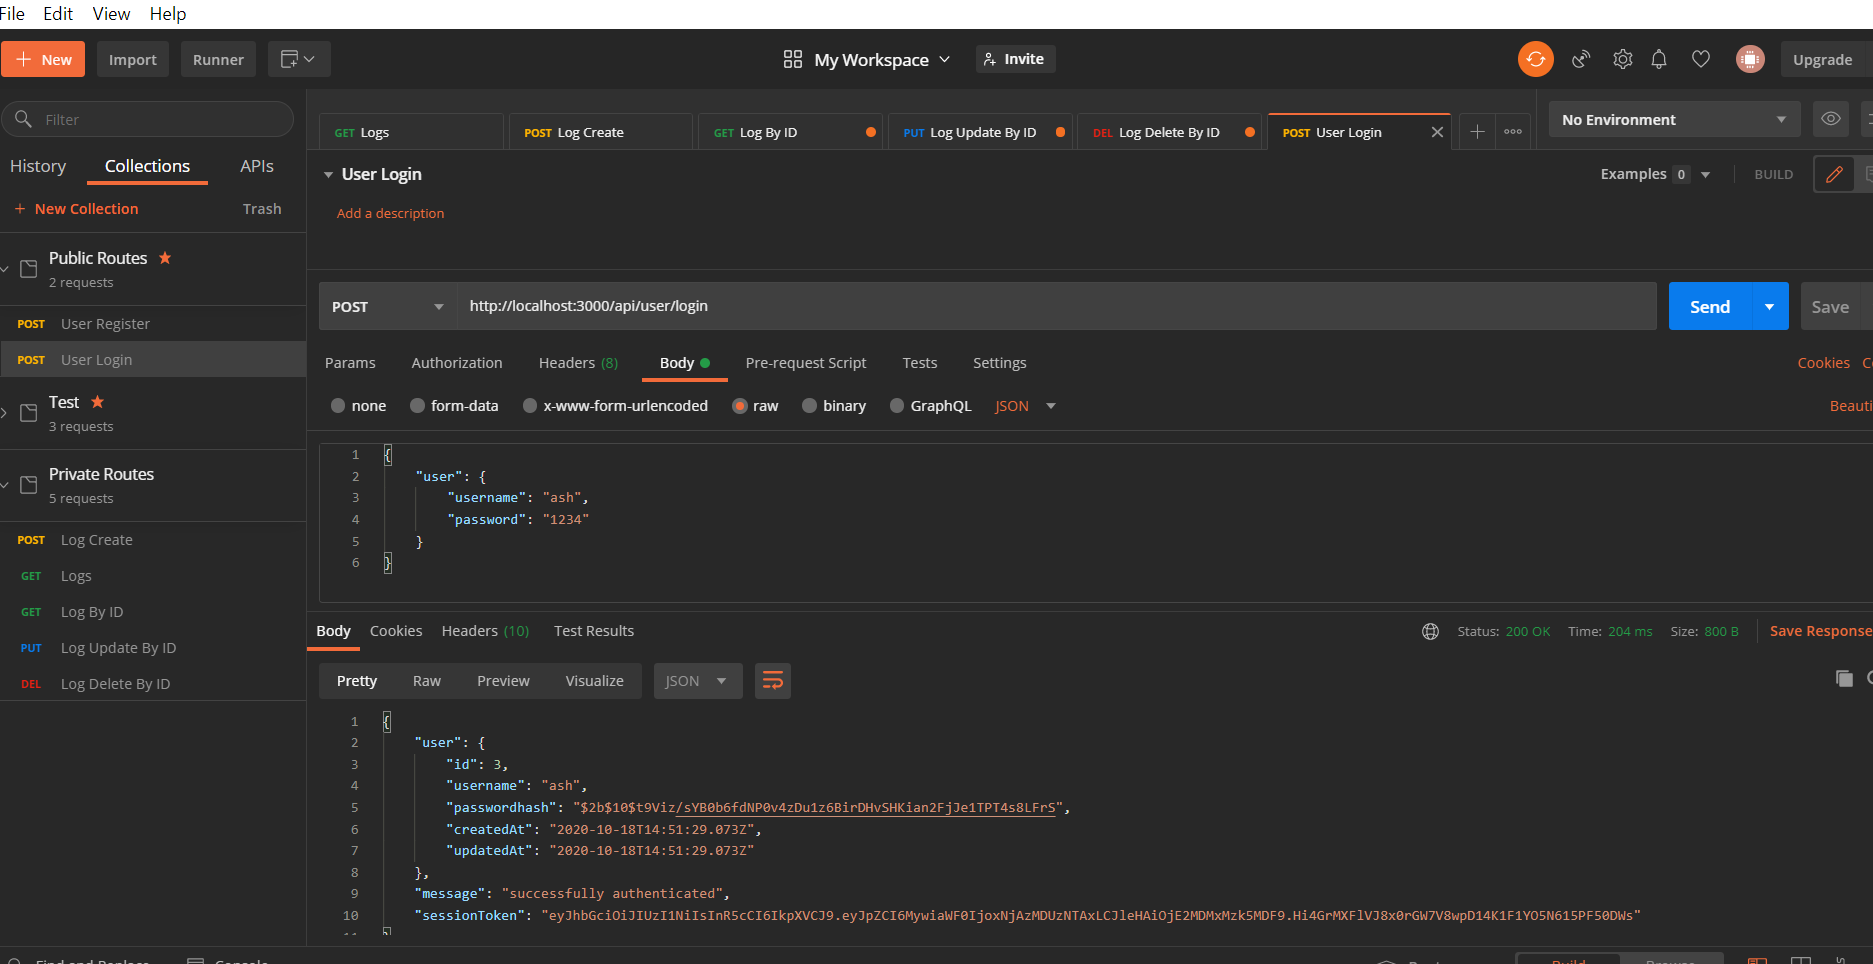 File Edit View Help
New Import Runner My Workspace Invite Upgrade
Filter
GET Logs POST Log Create GET Log By ID PUT Log Update By ID DEL Log Delete By ID POST User Login No Environment
History Collections APIs
User Login Examples 0 BUILD
New Collection Trash
Add a description
Public Routes
2 requests
POST http://localhost:3000/api/user/login Send Save
POST User Register
POST User Login
Params Authorization Headers (8) Body Pre-request Script Tests Settings Cookies
Test
3 requests
none form-data x-www-form-urlencoded raw binary GraphQL JSON Beauti
Private Routes
5 requests
1 {
2 "user": {
3 "username": "ash",
4 "password": "1234"
5 }
6 }
POST Log Create
GET Logs
GET Log By ID
PUT Log Update By ID
DEL Log Delete By ID
Body Cookies Headers (10) Test Results Status: 200 OK Time: 204 ms Size: 800 B Save Response
Pretty Raw Preview Visualize JSON
1 {
2 "user": {
3 "id": 3,
4 "username": "ash",
5 "passwordhash": "$2b$10$t9Viz/sYB0b6fdNP0v4zDu1z6BirDHvSHKian2FjJe1TPT4s8LFrS",
6 "createdAt": "2020-10-18T14:51:29.073Z",
7 "updatedAt": "2020-10-18T14:51:29.073Z"
8 },
9 "message": "successfully authenticated",
10 "sessionToken": "eyJhbGciOiJIUzI1NiIsInR5cCI6IkpXVCJ9.eyJpZCI6MywiaWF0IjoxNjAzMDUzNTAxLCJleHAiOjE2MDMxMzk5MDF9.Hi4GrMXFlVJ8x0rGW7V8wpD14K1F1YO5N615PF50DWs"
11 }
Find and Replace Console Build Browse